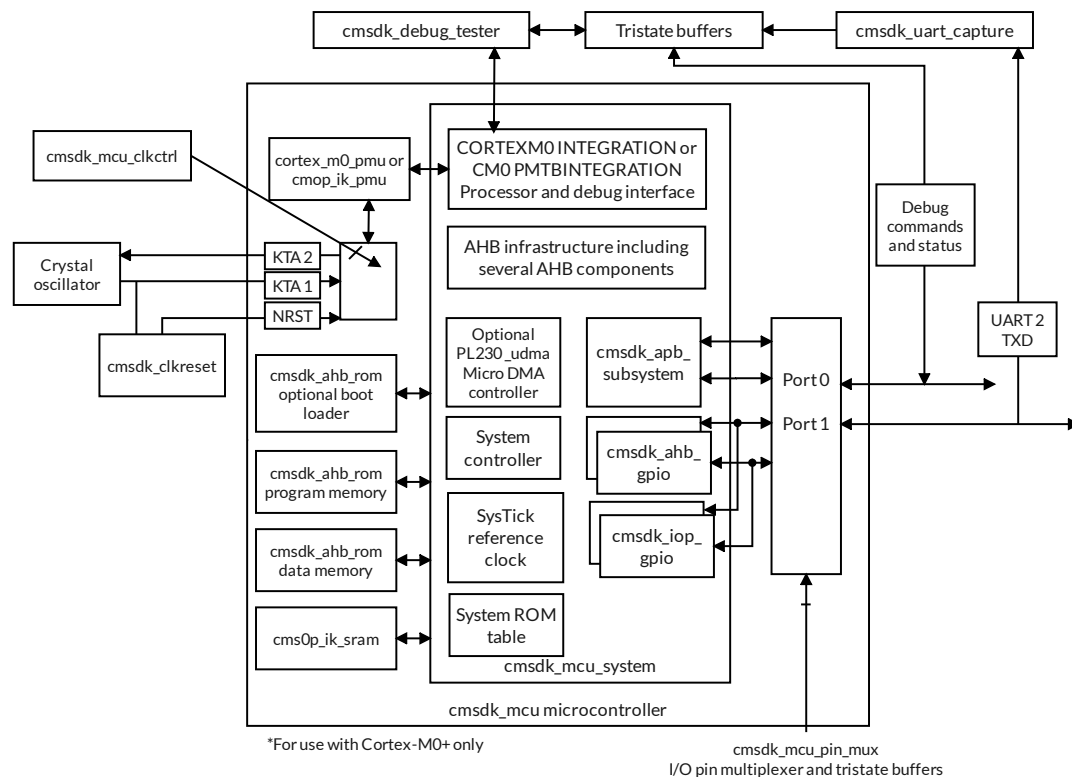 cmsdk_debug_tester
Tristate buffers
cmsdk_uart_capture
cmsdk_mcu_clkctrl
cortex_m0_pmu or
cmop_ik_pmu
CORTEXM0 INTEGRATION or
CM0 PMTBINTEGRATION
Processor and debug interface
Debug
commands
and status
Crystal
oscillator
KTA 2
KTA 1
NRST
AHB infrastructure including
several AHB components
cmsdk_clkreset
UART 2
TXD
cmsdk_ahb_rom
optional boot
loader
Optional
PL230_udma
Micro DMA
controller
cmsdk_apb_
subsystem
Port 0
Port 1
System
controller
cmsdk_ahb_
gpio
cmsdk_ahb_rom
program memory
SysTick
reference
clock
cmsdk_iop_
gpio
cmsdk_ahb_rom
data memory
cms0p_ik_sram
System ROM
table
cmsdk_mcu_system
cmsdk_mcu microcontroller
*For use with Cortex-M0+ only
cmsdk_mcu_pin_mux
I/O pin multiplexer and tristate buffers